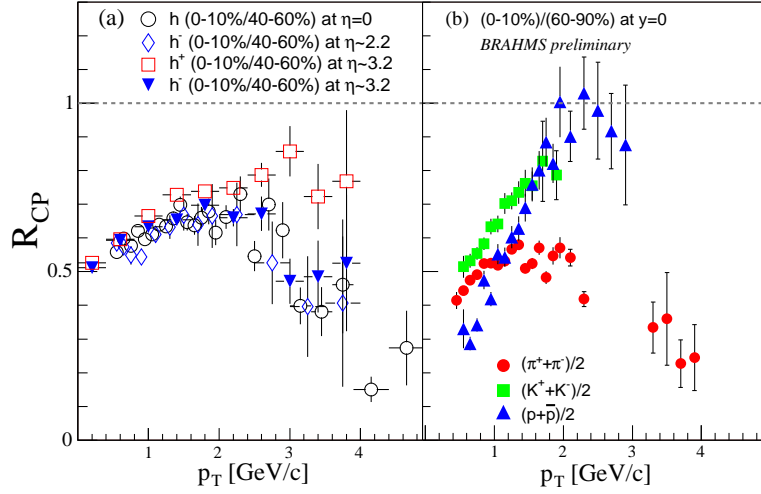 (a)
h (0-10%/40-60%) at η=0
h⁻ (0-10%/40-60%) at η~2.2
h⁺ (0-10%/40-60%) at η~3.2
h⁻ (0-10%/40-60%) at η~3.2
(b)
(0-10%)/(60-90%) at y=0
BRAHMS preliminary
R_CP
1
0.5
0
(π⁺+π⁻)/2
(K⁺+K⁻)/2
(p+p̅)/2
1 2 3 4
1 2 3 4
p_T [GeV/c]
p_T [GeV/c]